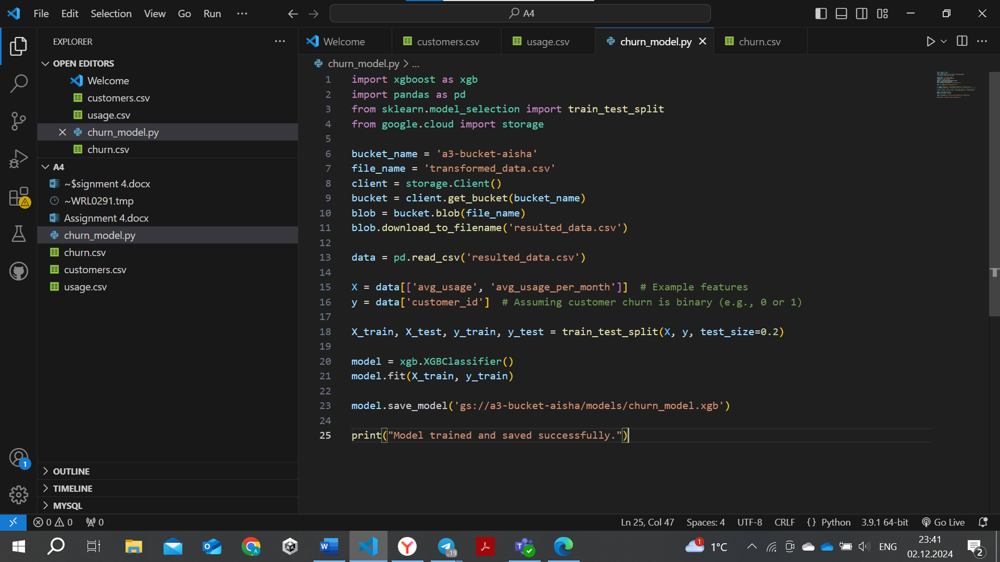 File Edit Selection View Go Run ··· A4
EXPLORER ···
OPEN EDITORS
Welcome
customers.csv
usage.csv
churn_model.py
churn.csv
A4
~$signment 4.docx
~WRL0291.tmp
Assignment 4.docx
churn_model.py
churn.csv
customers.csv
usage.csv
OUTLINE
TIMELINE
MYSQL
Welcome customers.csv usage.csv churn_model.py churn.csv
churn_model.py > ...
1 import xgboost as xgb
2 import pandas as pd
3 from sklearn.model_selection import train_test_split
4 from google.cloud import storage
5
6 bucket_name = 'a3-bucket-aisha'
7 file_name = 'transformed_data.csv'
8 client = storage.Client()
9 bucket = client.get_bucket(bucket_name)
10 blob = bucket.blob(file_name)
11 blob.download_to_filename('resulted_data.csv')
12
13 data = pd.read_csv('resulted_data.csv')
14
15 X = data[['avg_usage', 'avg_usage_per_month']]  # Example features
16 y = data['customer_id']  # Assuming customer churn is binary (e.g., 0 or 1)
17
18 X_train, X_test, y_train, y_test = train_test_split(X, y, test_size=0.2)
19
20 model = xgb.XGBClassifier()
21 model.fit(X_train, y_train)
22
23 model.save_model('gs://a3-bucket-aisha/models/churn_model.xgb')
24
25 print("Model trained and saved successfully.")
1
0 0 0 Ln 25, Col 47 Spaces: 4 UTF-8 CRLF {} Python 3.9.1 64-bit Go Live
..19 1 1°C ENG 23:41
02.12.2024 2